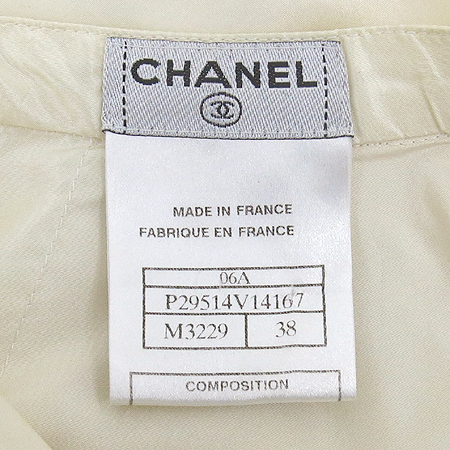 CHANEL
MADE IN FRANCE
FABRIQUE EN FRANCE
06A
P29514V14167
M3229 38
COMPOSITION